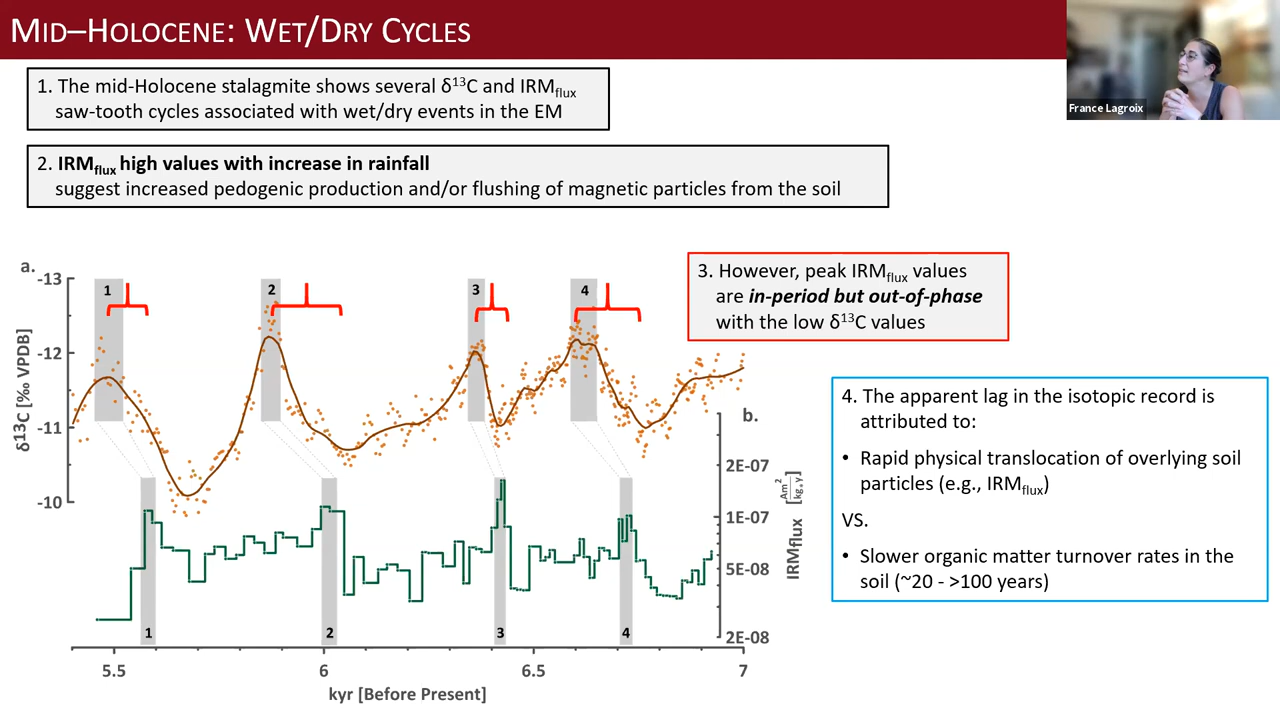 MID–HOLOCENE: WET/DRY CYCLES
France Lagroix
1. The mid-Holocene stalagmite shows several δ¹³C and IRMflux
saw-tooth cycles associated with wet/dry events in the EM
2. IRMflux high values with increase in rainfall
suggest increased pedogenic production and/or flushing of magnetic particles from the soil
3. However, peak IRMflux values
are in-period but out-of-phase
with the low δ¹³C values
4. The apparent lag in the isotopic record is
attributed to:
• Rapid physical translocation of overlying soil
particles (e.g., IRMflux)
VS.
• Slower organic matter turnover rates in the
soil (~20 - >100 years)
a.
-13
-12
-11
-10
δ¹³C [‰ VPDB]
1
2
3
4
b.
2E-07
1E-07
5E-08
2E-08
IRMflux [Am²/kg*y]
1
2
3
4
5.5
6
6.5
7
kyr [Before Present]